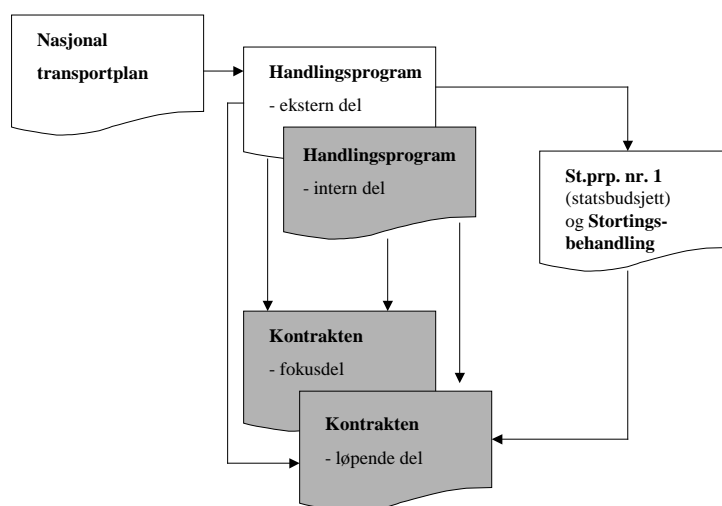 Nasjonal
transportplan
Handlingsprogram
- ekstern del
Handlingsprogram
- intern del
St.prp. nr. 1
(statsbudsjett)
og Stortings-
behandling
Kontrakten
- fokusdel
Kontrakten
- løpende del